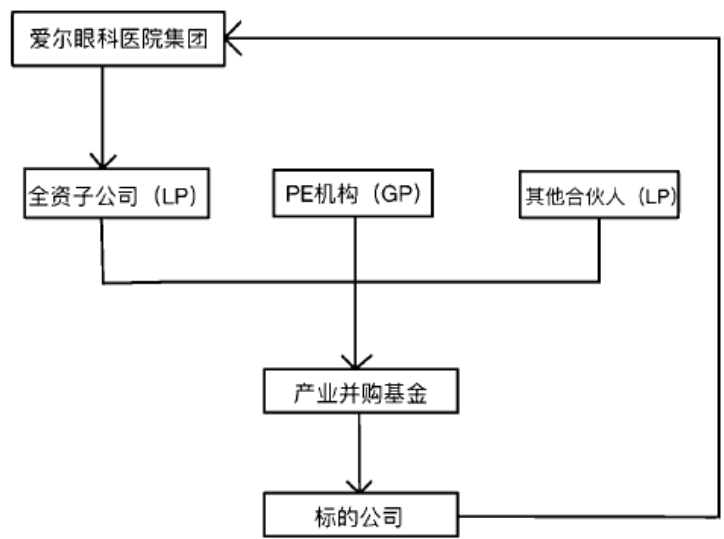 爱尔眼科医院集团
全资子公司（LP）
PE机构（GP）
其他合伙人（LP）
产业并购基金
标的公司